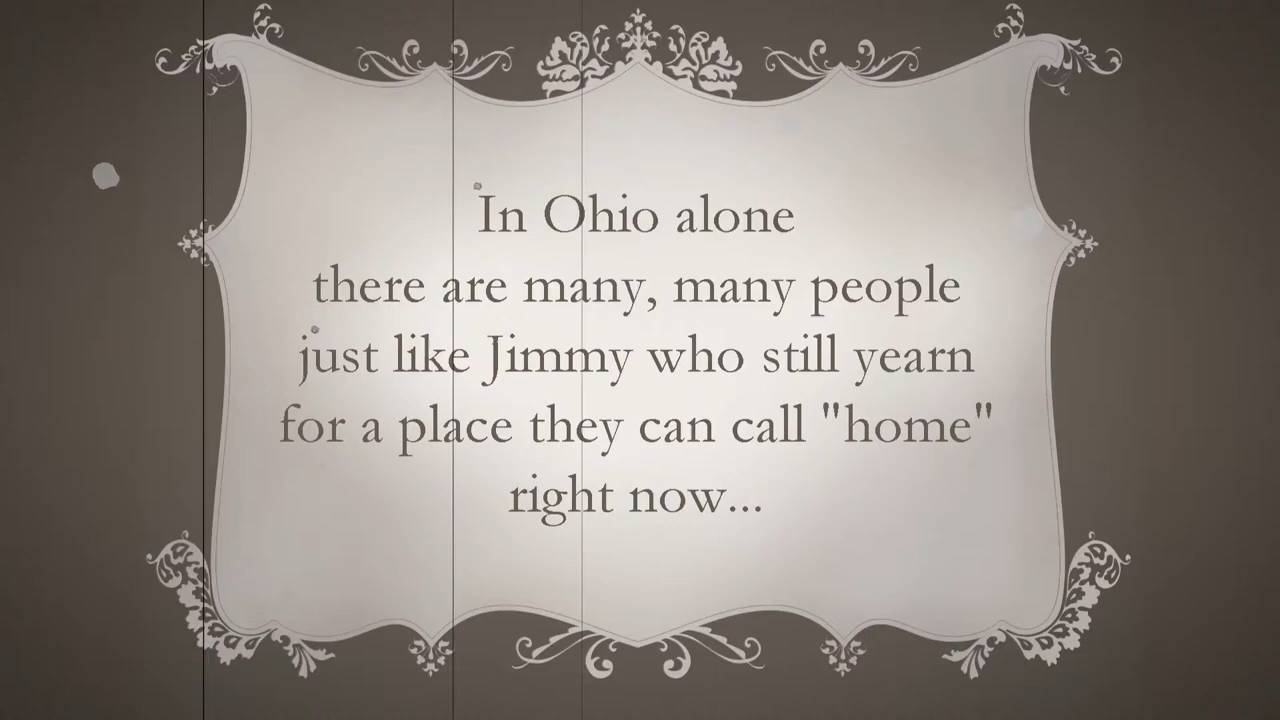 In Ohio alone
there are many, many people
just like Jimmy who still yearn
for a place they can call "home"
right now...